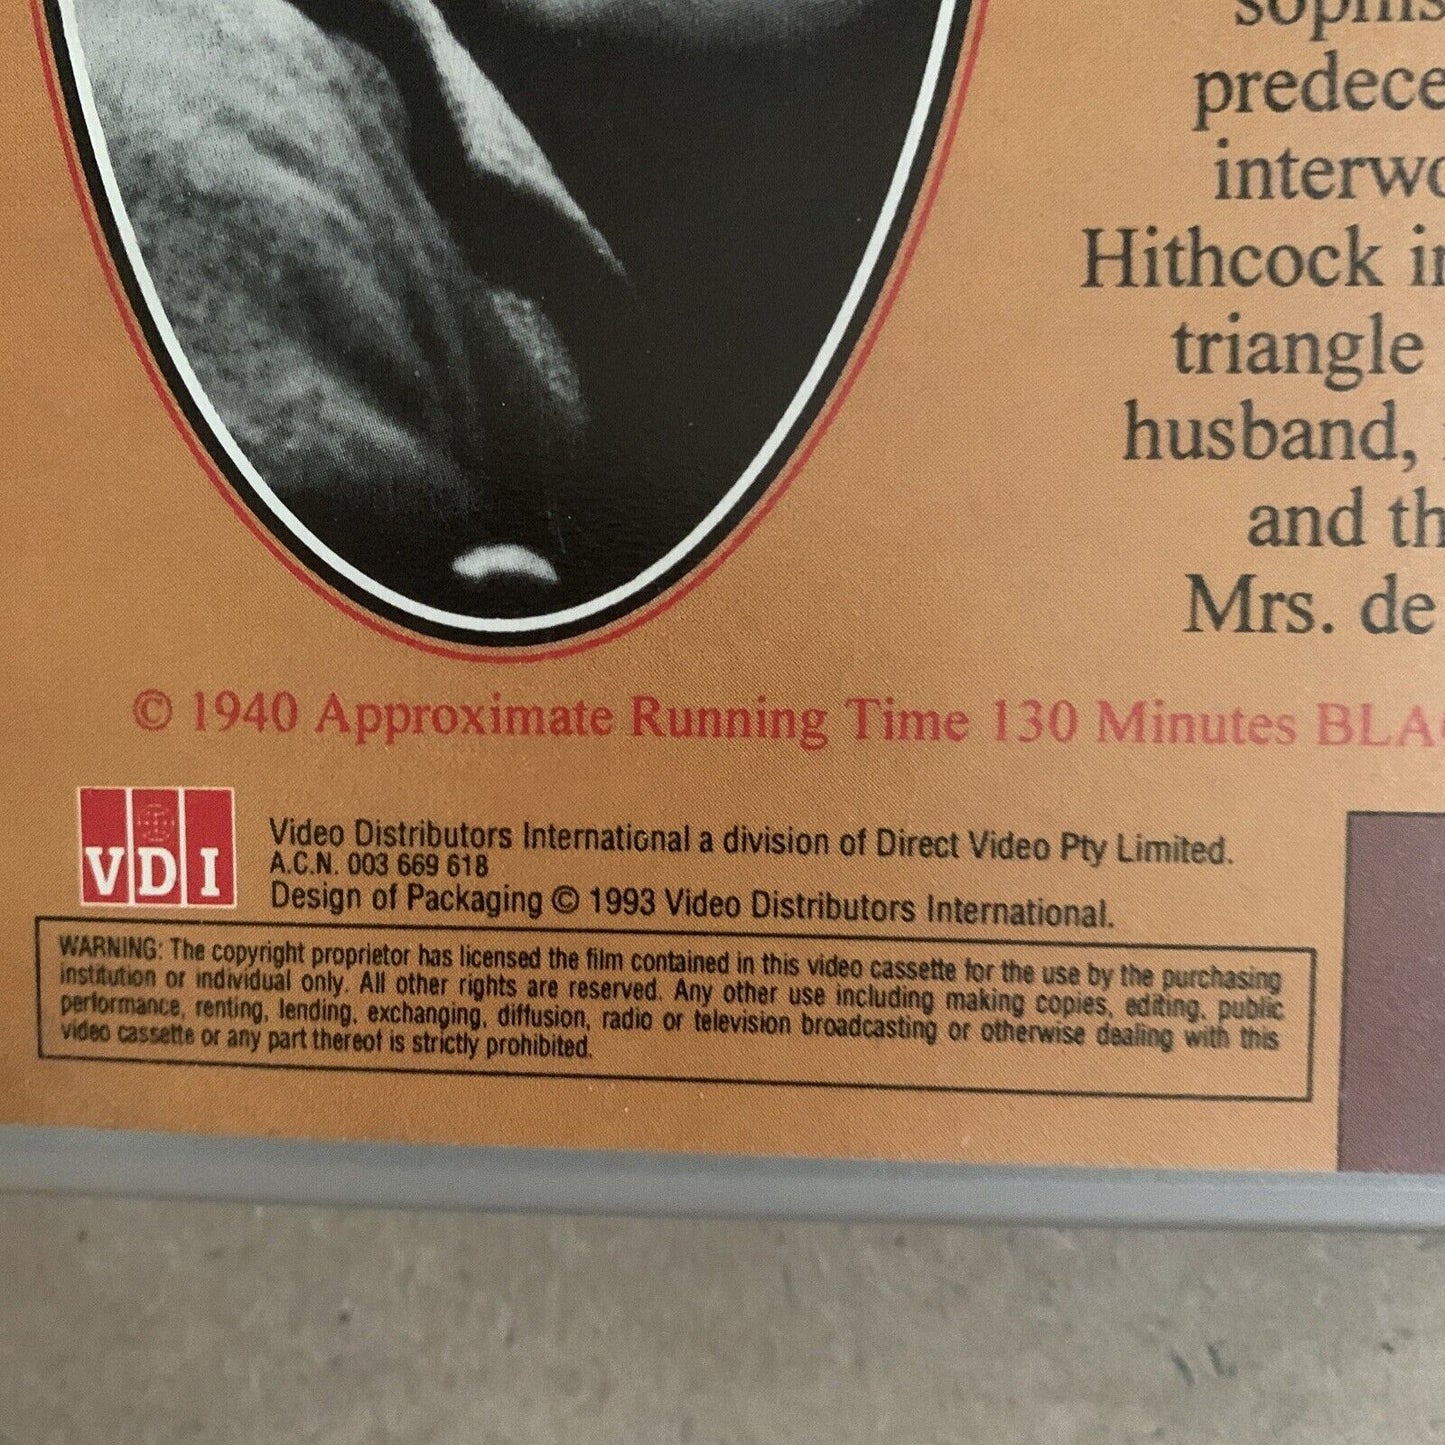 predece
interwo
Hithcock in
triangle
husband,
and th
Mrs. de
© 1940 Approximate Running Time 130 Minutes BLA
VDI
Video Distributors International a division of Direct Video Pty Limited.
A.C.N. 003 669 618
Design of Packaging © 1993 Video Distributors International.
WARNING: The copyright proprietor has licensed the film contained in this video cassette for the use by the purchasing
institution or individual only. All other rights are reserved. Any other use including making copies, editing, public
performance, renting, lending, exchanging, diffusion, radio or television broadcasting or otherwise dealing with this
video cassette or any part thereof is strictly prohibited.